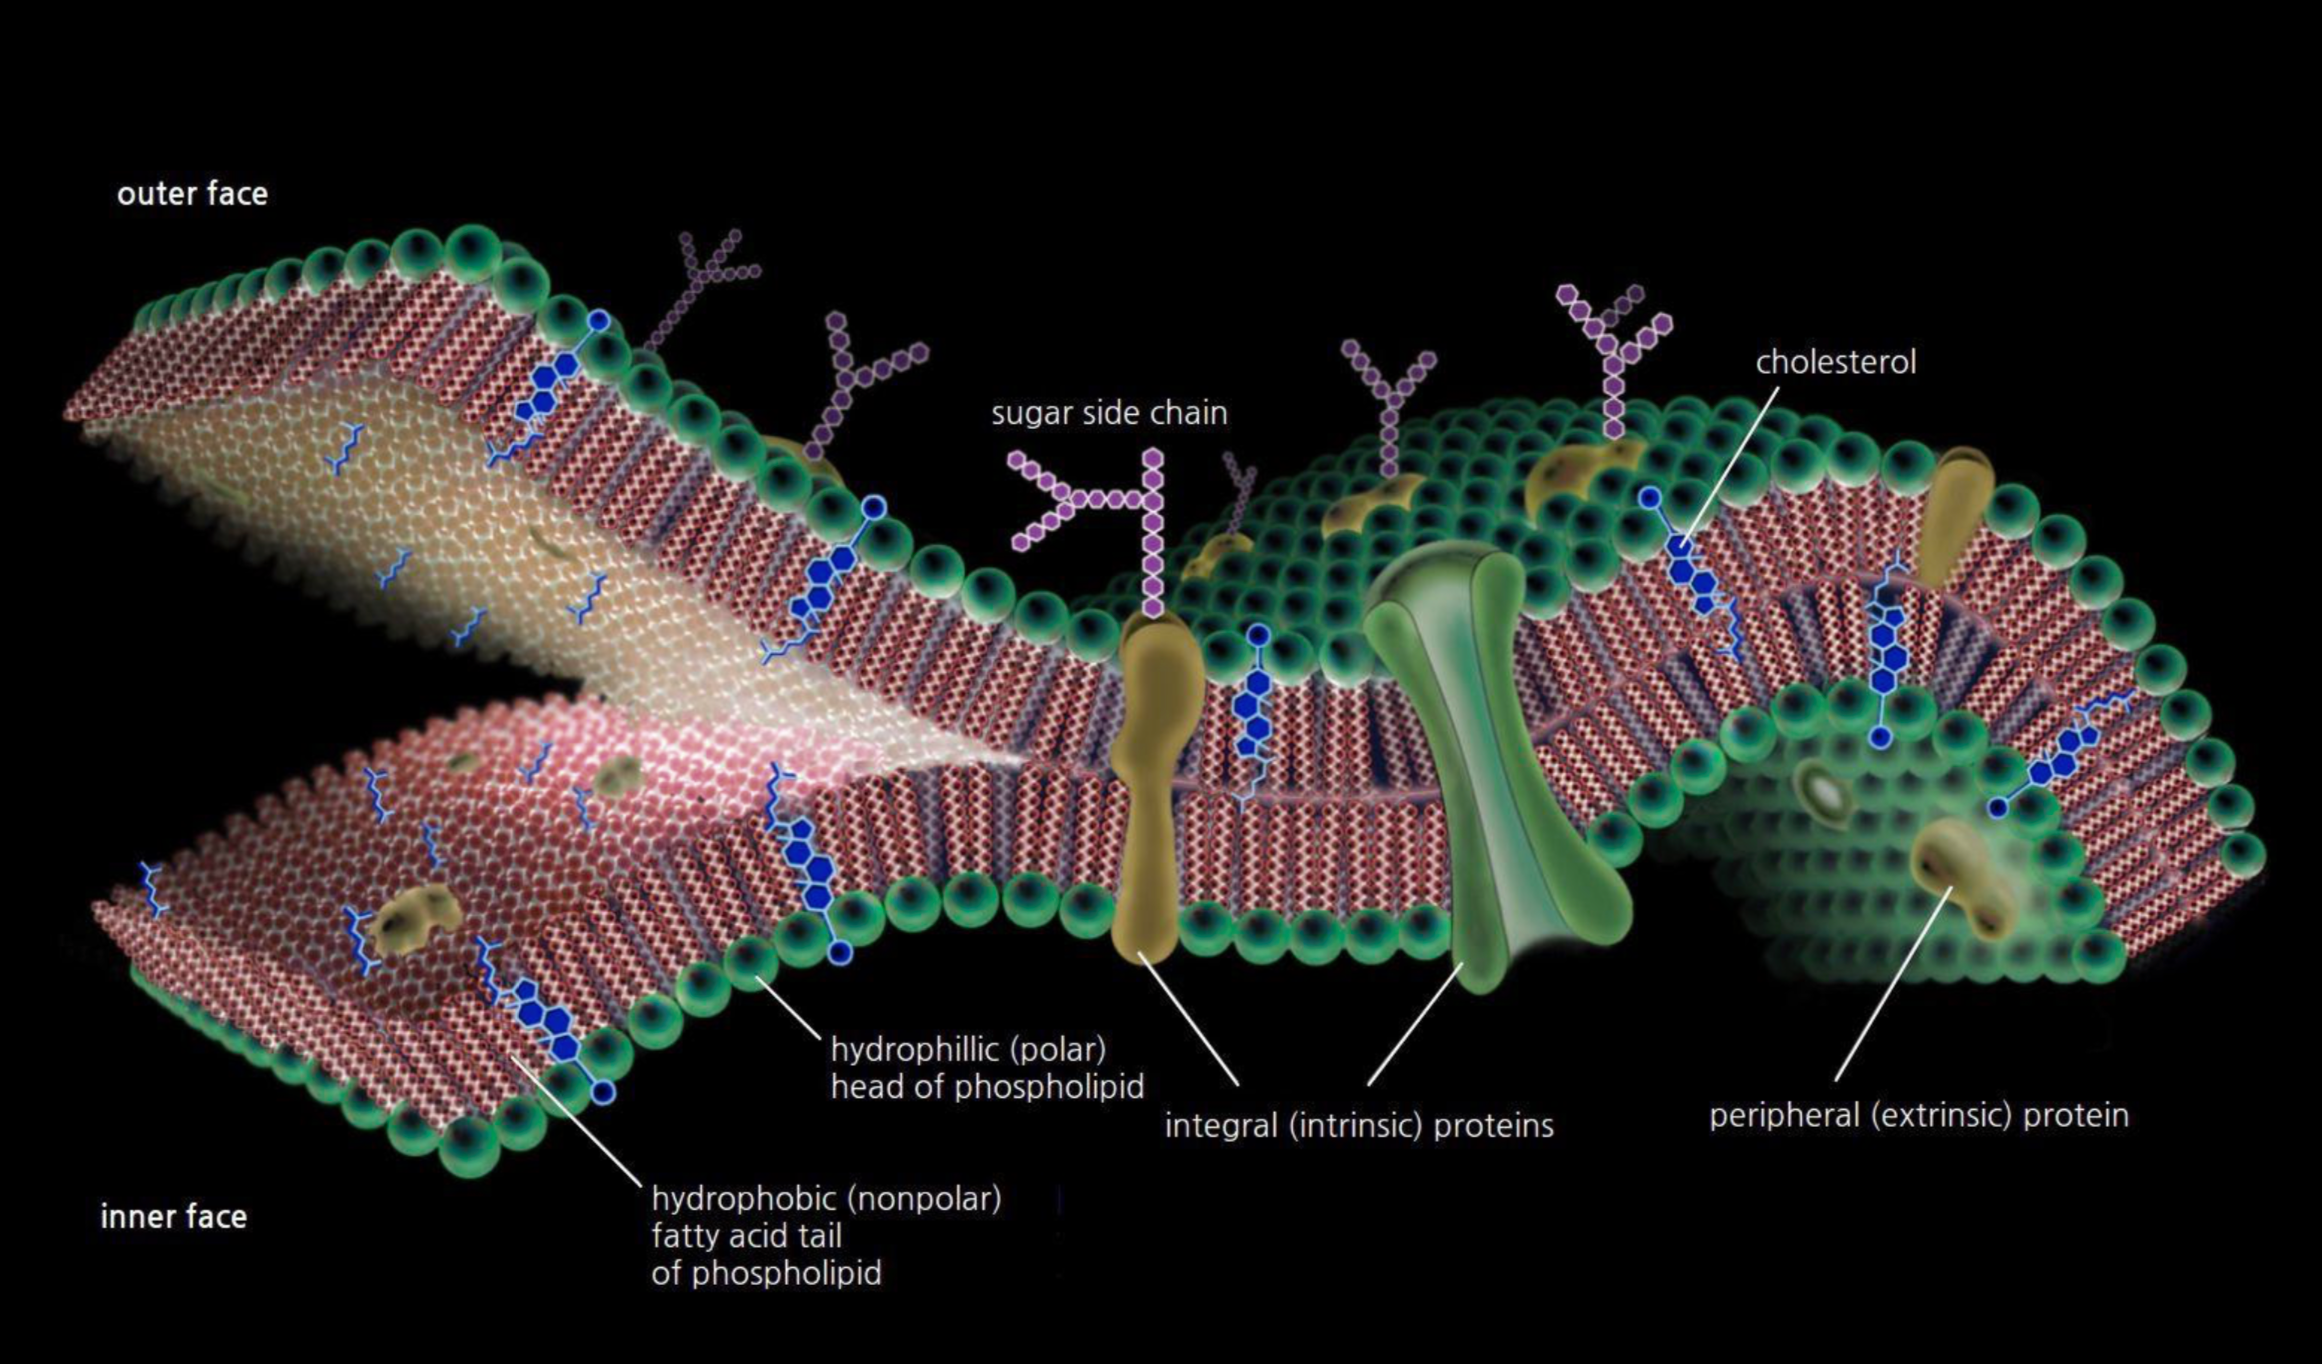 outer face
cholesterol
sugar side chain
hydrophillic (polar)
head of phospholipid
integral (intrinsic) proteins
peripheral (extrinsic) protein
hydrophobic (nonpolar)
fatty acid tail
of phospholipid
inner face